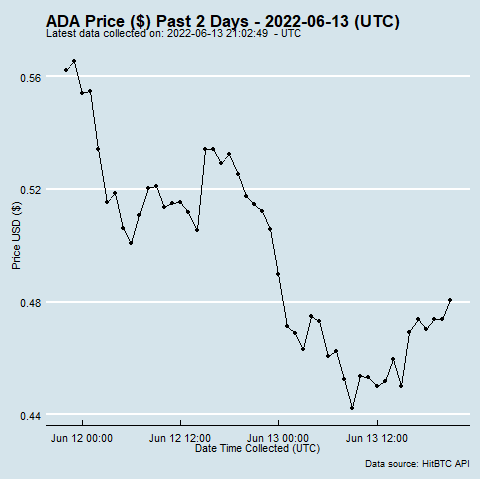 ADA Price ($) Past 2 Days - 2022-06-13 (UTC)
Latest data collected on: 2022-06-13 21:02:49 - UTC
0.56
0.52
0.48
0.44
Price USD ($)
Jun 12 00:00 Jun 12 12:00 Jun 13 00:00 Jun 13 12:00
Date Time Collected (UTC)
Data source: HitBTC API